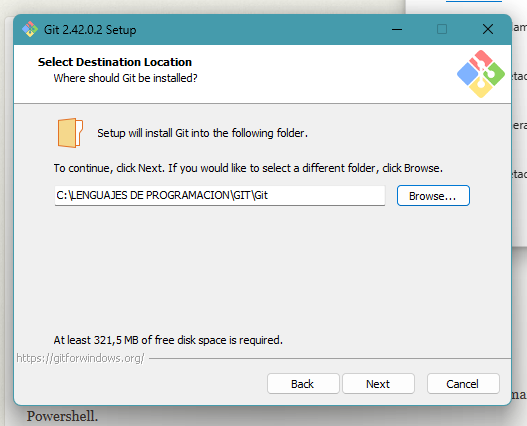 Git 2.42.0.2 Setup
Select Destination Location
Where should Git be installed?
Setup will install Git into the following folder.
To continue, click Next. If you would like to select a different folder, click Browse.
C:\LENGUAJES DE PROGRAMACION\GIT\Git
Browse...
At least 321,5 MB of free disk space is required.
https://gitforwindows.org/
Back
Next
Cancel
Powershell.